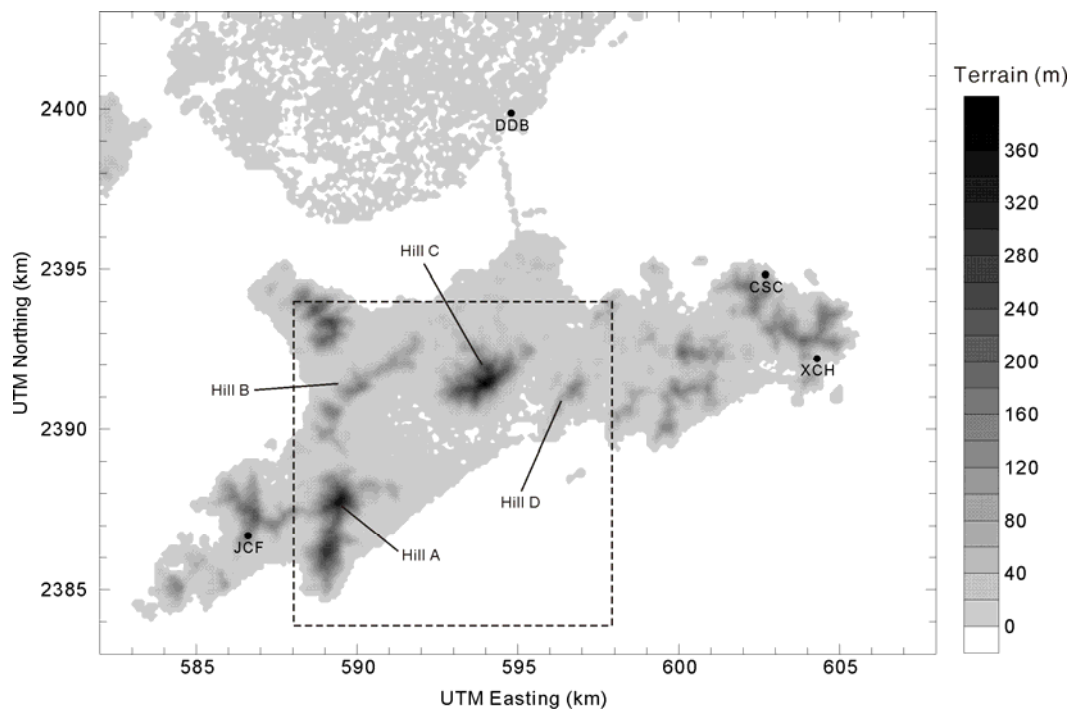 Terrain (m)
2400
2395
2390
2385
UTM Northing (km)
DDB
Hill C
CSC
XCH
Hill B
Hill D
JCF
Hill A
360
320
280
240
200
160
120
80
40
0
585
590
595
600
605
UTM Easting (km)